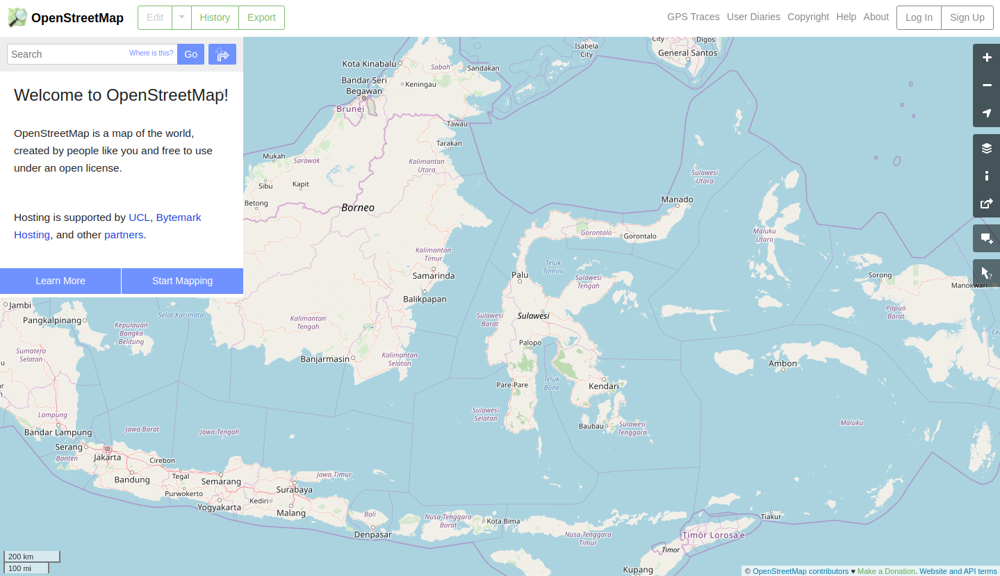 OpenStreetMap
Edit
History
Export
GPS Traces
User Diaries
Copyright
Help
About
Log In
Sign Up
Search
Where is this?
Go
Welcome to OpenStreetMap!
OpenStreetMap is a map of the world,
created by people like you and free to use
under an open license.
Hosting is supported by UCL, Bytemark
Hosting, and other partners.
Learn More
Start Mapping
Isabela
City
City
Digos
General Santos
Kota Kinabalu
Sabah
Sandakan
Bandar Seri
Begawan
Keningau
Brunei
Tawau
Tarakan
Mukah
Sarawak
Kalimantan
Utara
Sulawesi
Utara
Sibu
Kapit
Betong
Borneo
Manado
Maluku
Utara
Gorontalo
Gorontalo
Kalimantan
Timur
Teluk
Tomini
Samarinda
Palu
Sulawesi
Tengah
Sorong
Manokwari
Balikpapan
Jambi
Selat Karimata
Pangkalpinang
Kepulauan
Bangka
Belitung
Kalimantan
Tengah
Sulawesi
Barat
Sulawesi
Papua
Barat
Palopo
Sumatera
Selatan
Banjarmasin
Kalimantan
Selatan
Ambon
Pare-Pare
Teluk
Bone
Kendari
Lampung
Sulawesi
Selatan
Baubau
Sulawesi
Tenggara
Maluku
Bandar Lampung
Jawa Barat
Jawa Tengah
Serang
Banten
Jakarta
Cirebon
Bandung
Tegal
Semarang
Jawa Timur
Purwokerto
Surabaya
Yogyakarta
Kediri
Malang
Bali
Nusa Tenggara
Barat
Kota Bima
Tiakur
Denpasar
Nusa Tenggara
Timur
Timór Lorosa'e
Timor
Kupang
200 km
100 mi
© OpenStreetMap contributors ♥ Make a Donation. Website and API terms